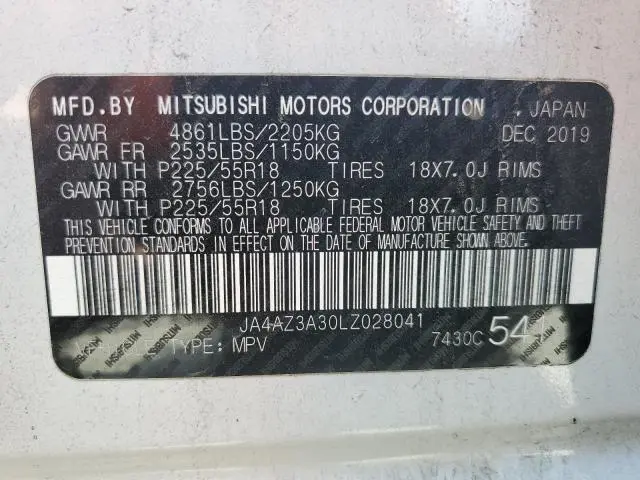 MFD.BY MITSUBISHI MOTORS CORPORATION . JAPAN
GVWR 4861LBS/2205KG DEC 2019
GAWR FR 2535LBS/1150KG
WITH P225/55R18 TIRES 18X7.0J RIMS
GAWR RR 2756LBS/1250KG
WITH P225/55R18 TIRES 18X7.0J RIMS
THIS VEHICLE CONFORMS TO ALL APPLICABLE FEDERAL MOTOR VEHICLE SAFETY AND THEFT
PREVENTION STANDARDS IN EFFECT ON THE DATE OF MANUFACTURE SHOWN ABOVE.
JA4AZ3A30LZ028041
VEHICLE TYPE: MPV 7430C